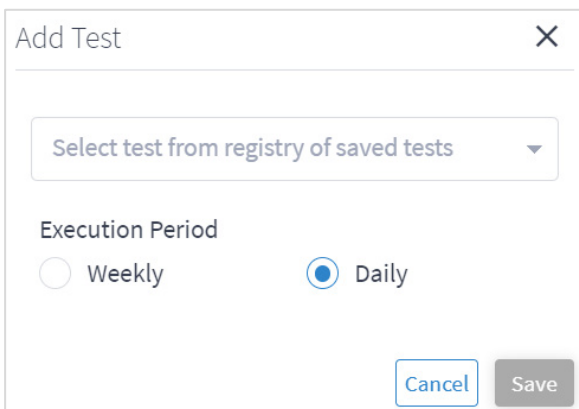 Add Test
Select test from registry of saved tests
Execution Period
Weekly Daily
Cancel Save